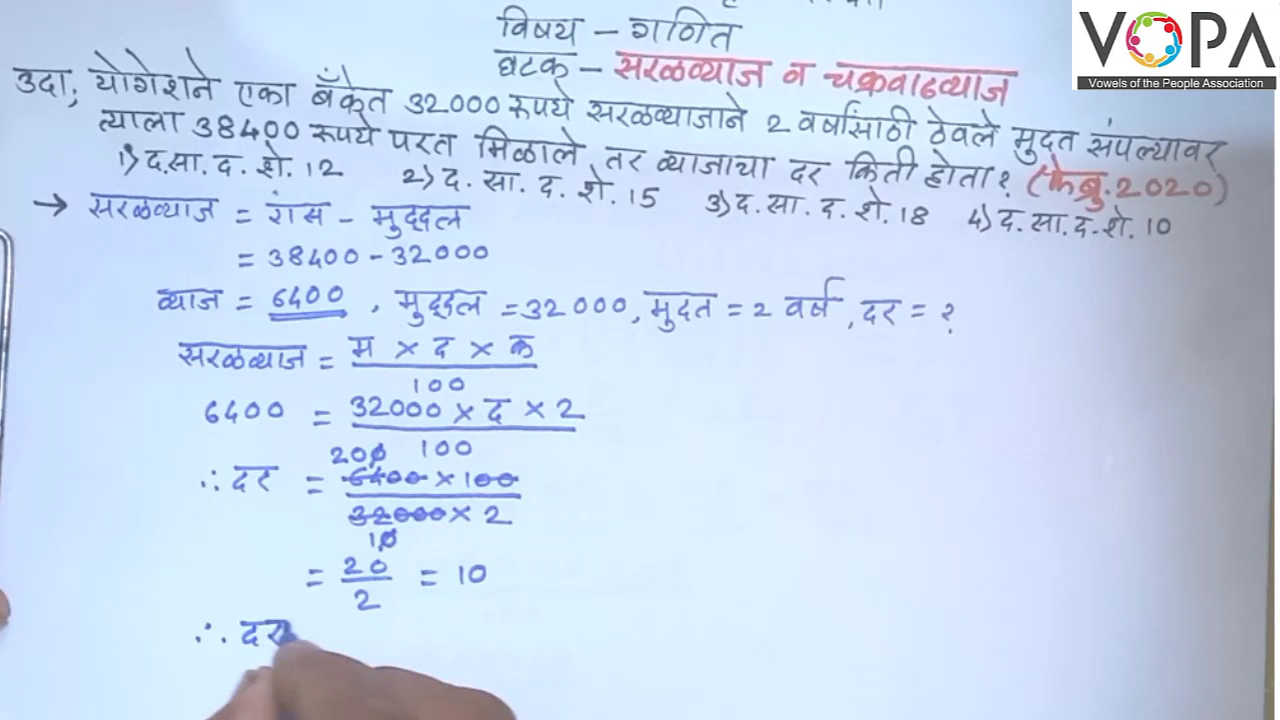 विषय – गणित
घटक – सरळव्याज व चक्रवाढव्याज
उदा, योगेशने एका बँकेत 32000 रूपये सरळव्याजाने 2 वर्षांसाठी ठेवले मुदत संपल्यावर
त्याला 38400 रूपये परत मिळाले, तर व्याजाचा दर किती होता? (फेब्रु. 2020)
1) द.सा.द.शे. 12 2) द. सा. द. शे. 15 3) द. सा. द. शे. 18 4) द. सा. द. शे. 10
→ सरळव्याज = रास – मुद्दल
= 38400 – 32000
व्याज = 6400, मुद्दल = 32000, मुदत = 2 वर्ष, दर = ?
सरळव्याज = म × द × क
100
6400 = 32000 × द × 2
100
200
∴ दर = 6400 × 100
32000 × 2
10
= 20 = 10
2
∴ दर
VOPA
Vowels of the People Association